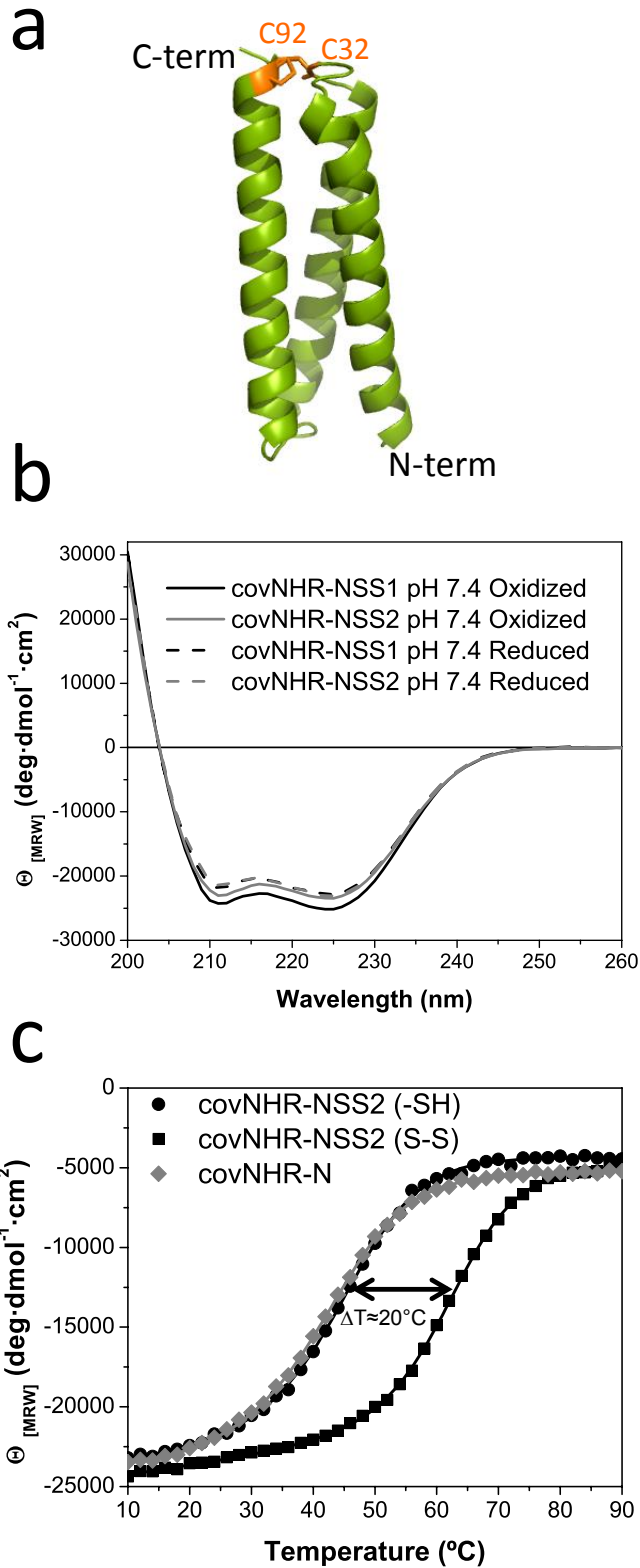 a
C92
C32
C-term
N-term
b
30000
20000
10000
0
-10000
-20000
-30000
Θ [MRW] (deg·dmol⁻¹·cm²)
covNHR-NSS1 pH 7.4 Oxidized
covNHR-NSS2 pH 7.4 Oxidized
covNHR-NSS1 pH 7.4 Reduced
covNHR-NSS2 pH 7.4 Reduced
200 210 220 230 240 250 260
Wavelength (nm)
c
0
-5000
-10000
-15000
-20000
-25000
Θ [MRW] (deg·dmol⁻¹·cm²)
covNHR-NSS2 (-SH)
covNHR-NSS2 (S-S)
covNHR-N
ΔT≈20°C
10 20 30 40 50 60 70 80 90
Temperature (ºC)